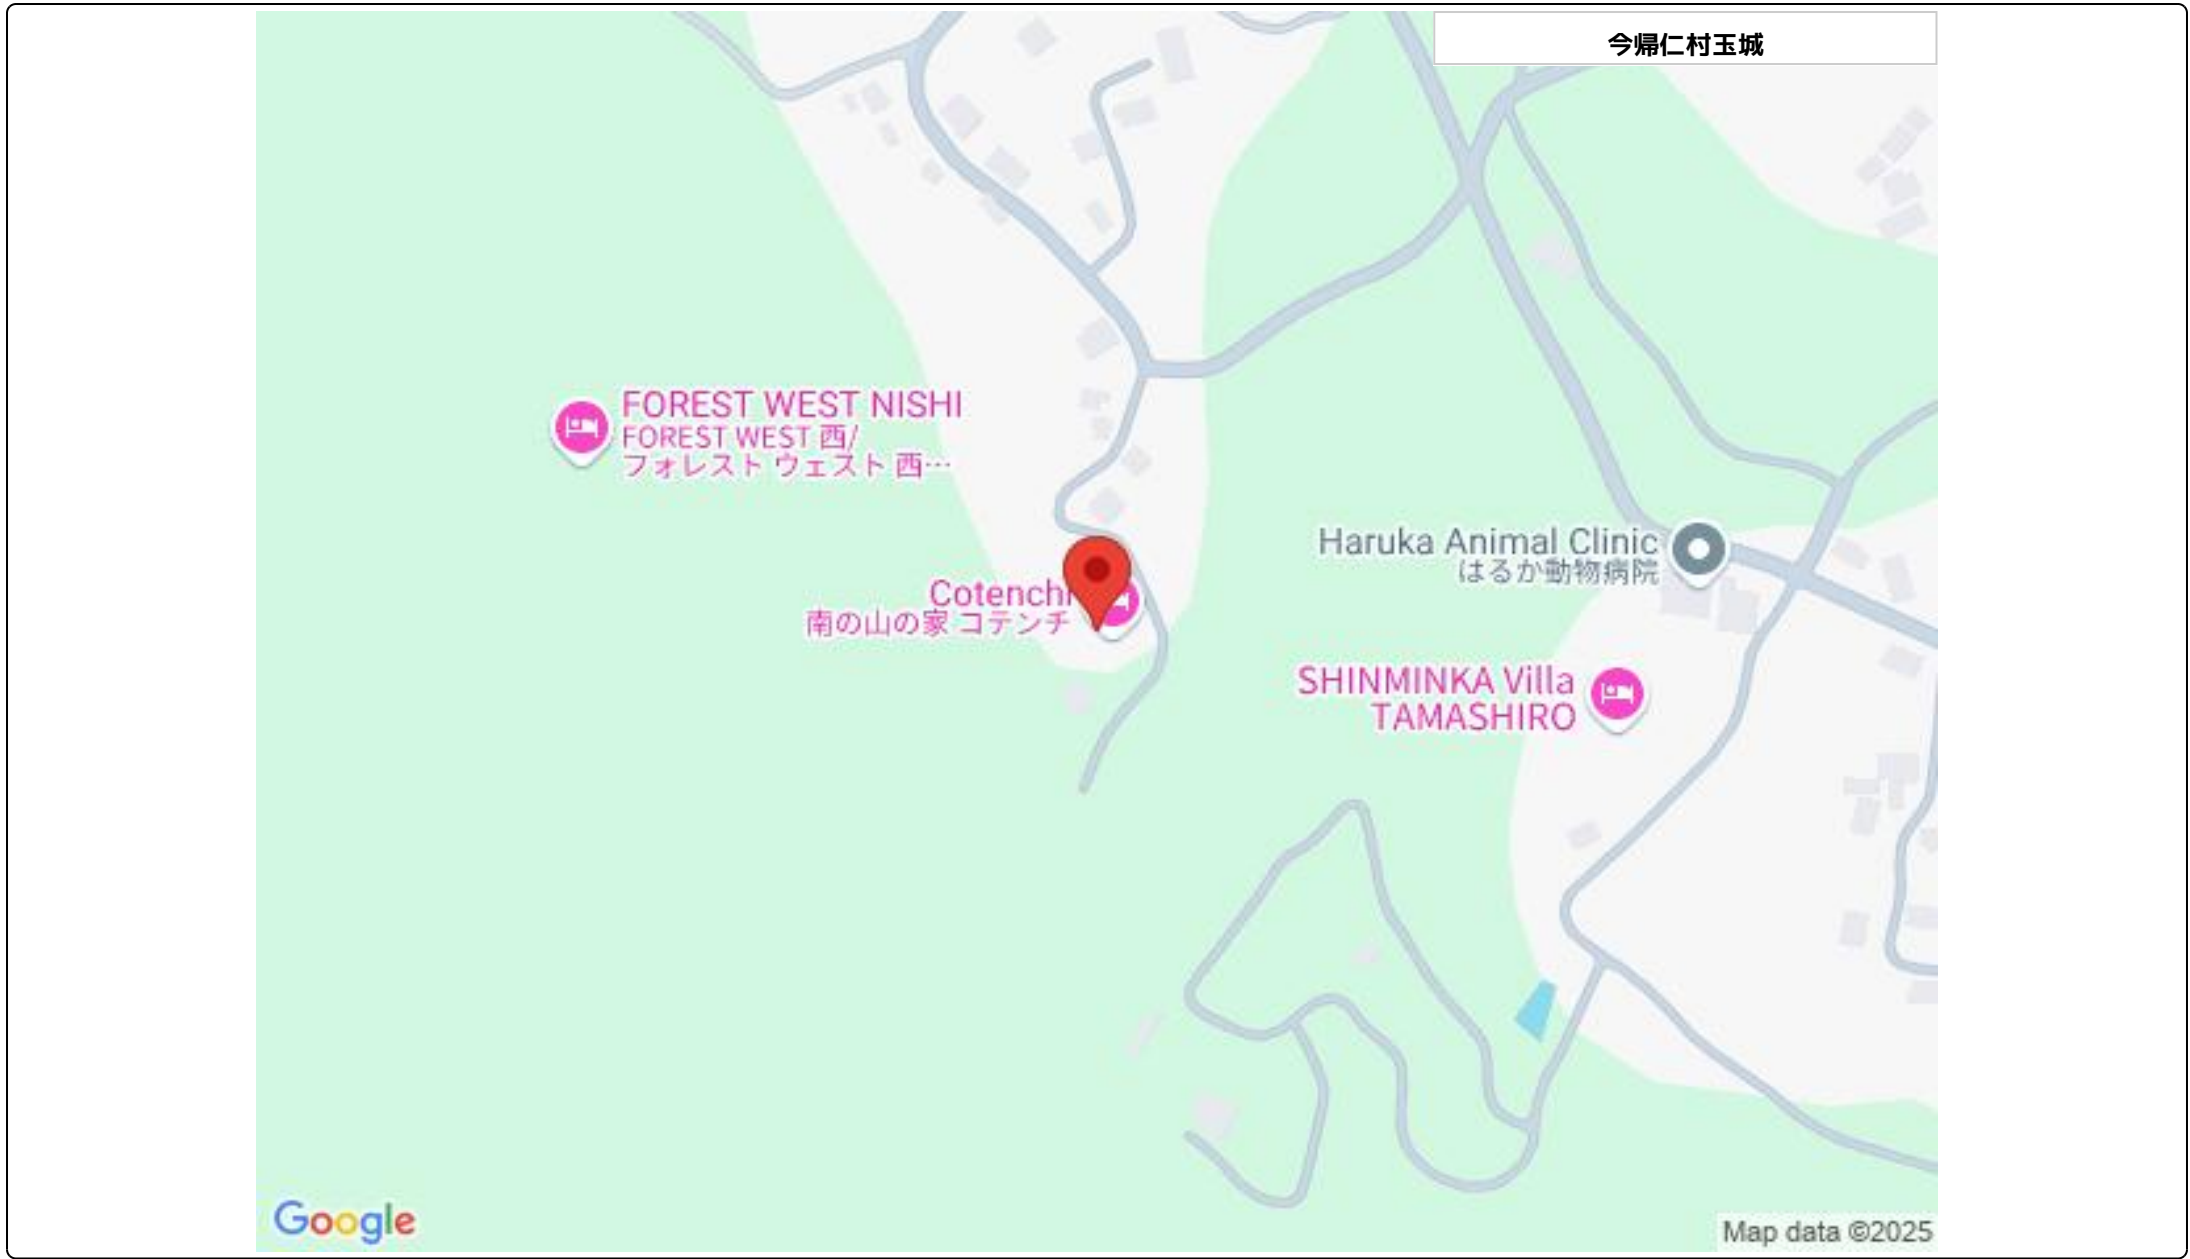 今帰仁村玉城
FOREST WEST NISHI
FOREST WEST 西/
フォレスト ウェスト 西…
Haruka Animal Clinic
はるか動物病院
Cotenchi
南の山の家 コテンチ
SHINMINKA Villa
TAMASHIRO
Google
Map data ©2025